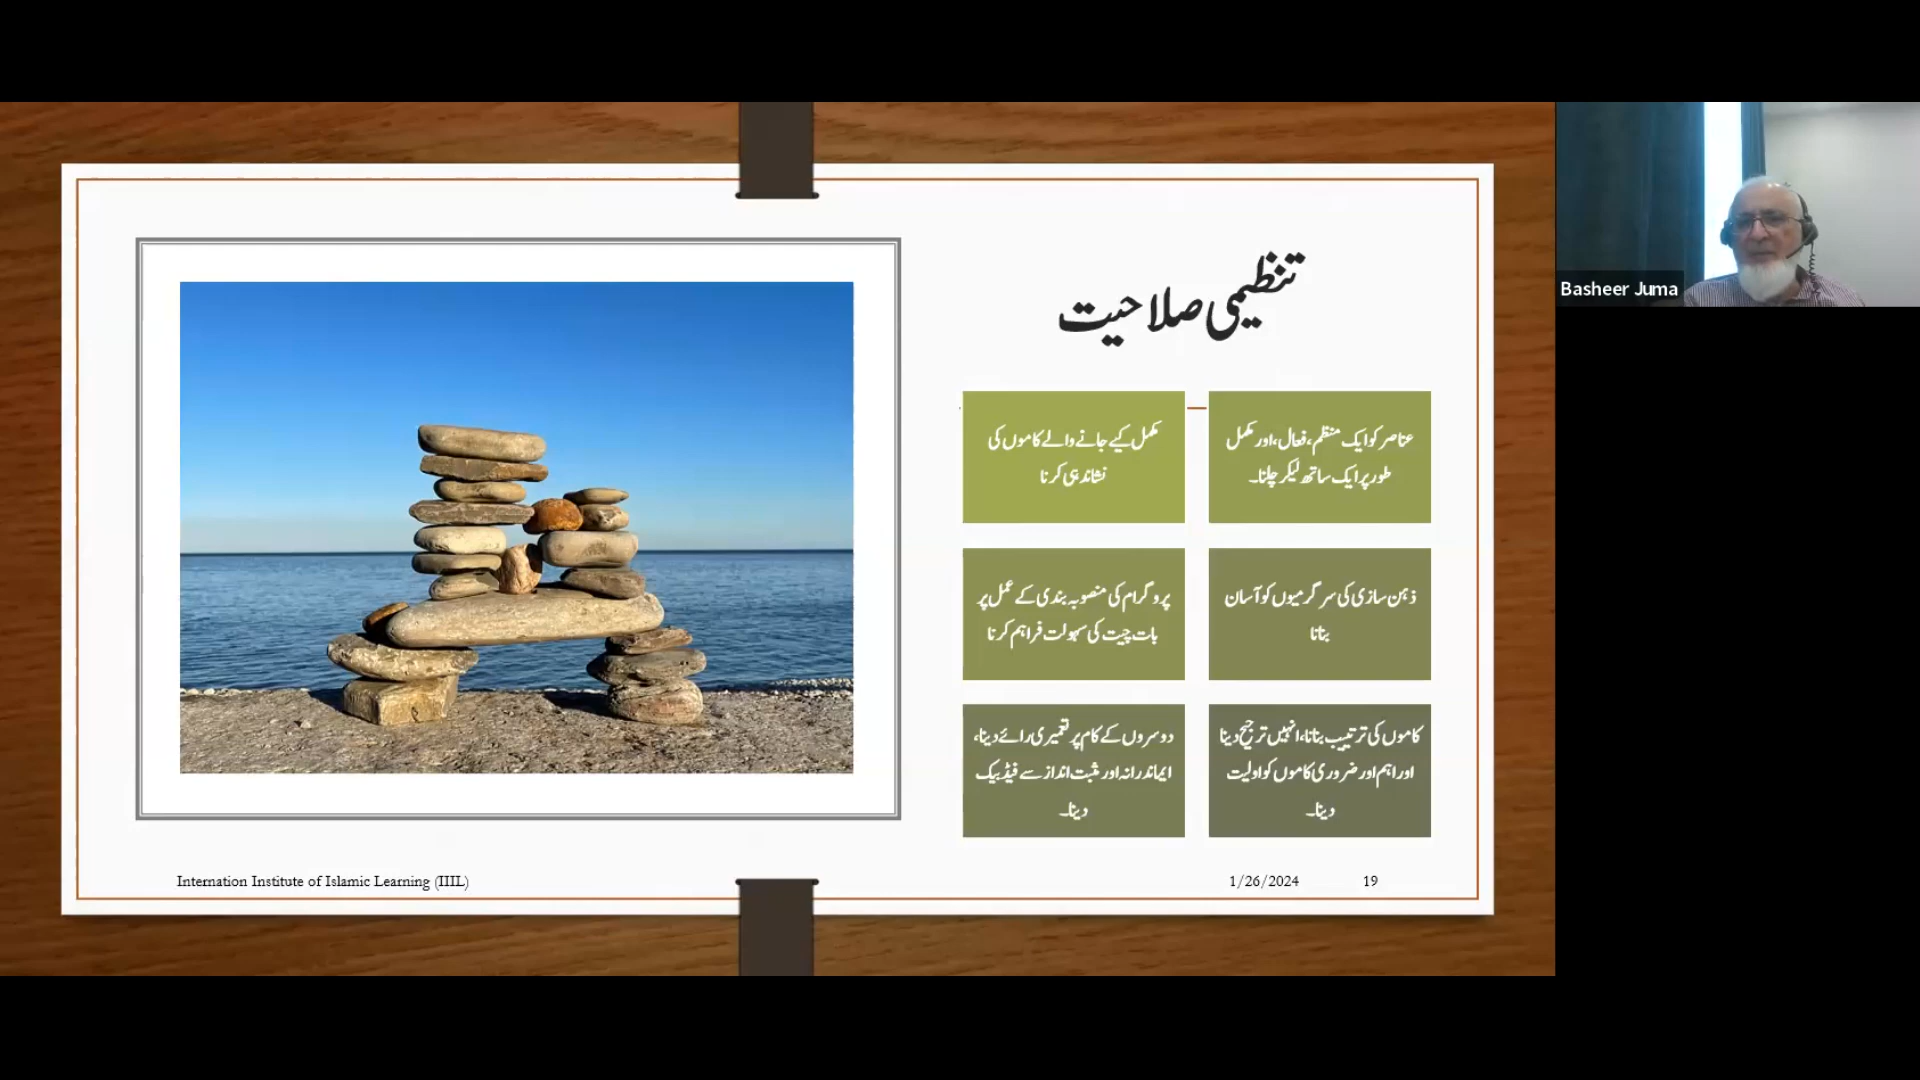 تنظیمی صلاحیت
عناصر کو ایک منظم، فعال، اور مکمل
طور پر ایک ساتھ لیکر چلنا۔
مکمل کیے جانے والے کاموں کی
نشاندہی کرنا
ذہن سازی کی سرگرمیوں کو آسان
بنانا
پروگرام کی منصوبہ بندی کے عمل پر
بات چیت کی سہولت فراہم کرنا
کاموں کی ترتیب بنانا، انہیں ترجیح دینا
اور اہم اور ضروری کاموں کو اولیت
دینا۔
دوسروں کے کام پر تعمیری رائے دینا،
ایماندرانہ اور مثبت انداز سے فیڈبیک
دینا۔
Internation Institute of Islamic Learning (IIIL)
1/26/2024
19
Basheer Juma